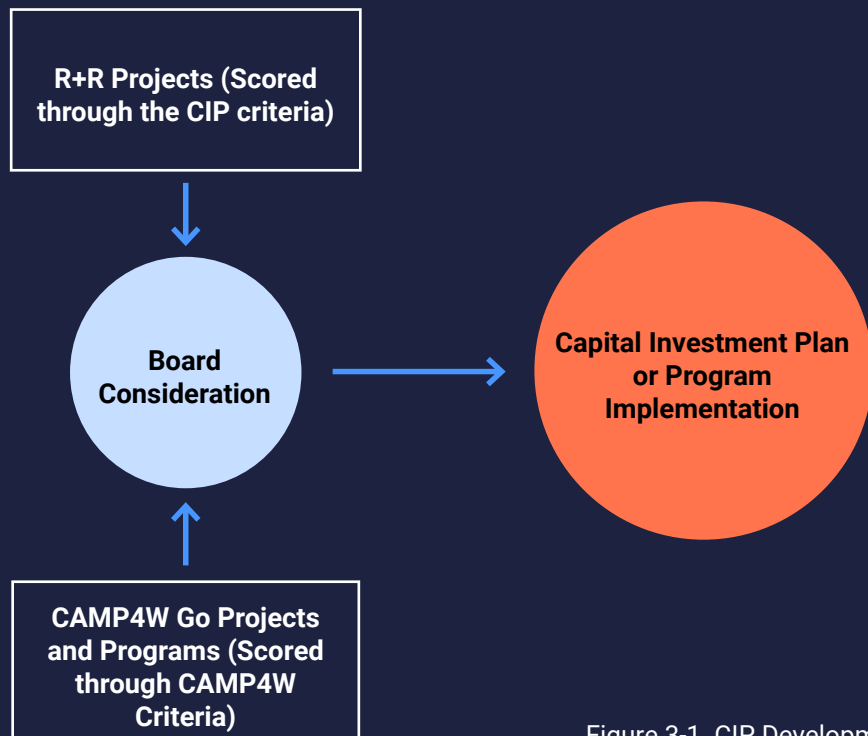 R+R Projects (Scored
through the CIP criteria)
Board
Consideration
Capital Investment Plan
or Program
Implementation
CAMP4W Go Projects
and Programs (Scored
through CAMP4W
Criteria)
Figure 3-1. CIP